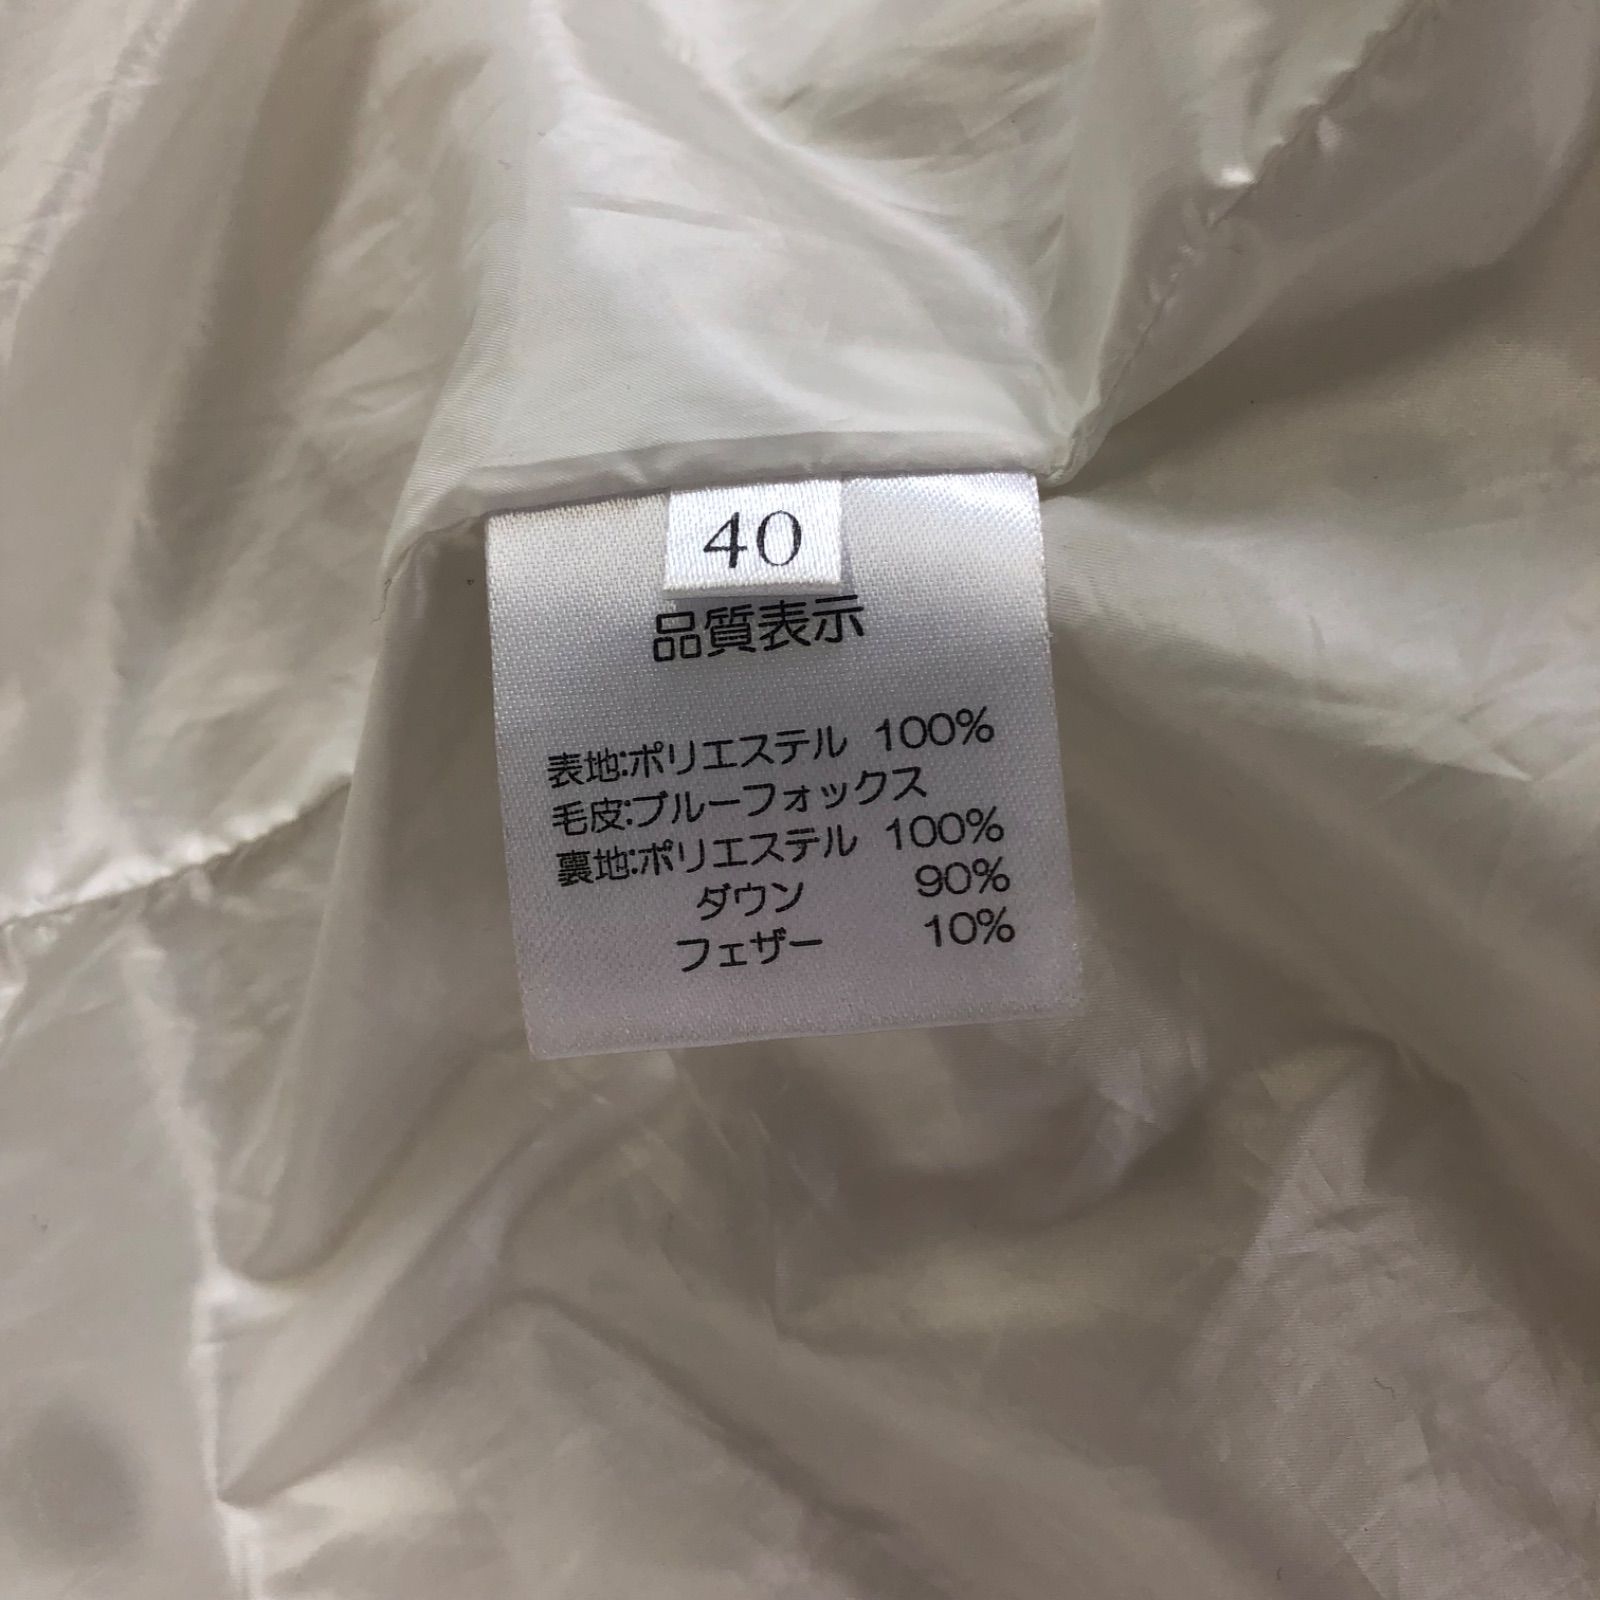 40
品質表示
表地:ポリエステル 100%
毛皮:ブルーフォックス
裏地:ポリエステル 100%
ダウン 90%
フェザー 10%